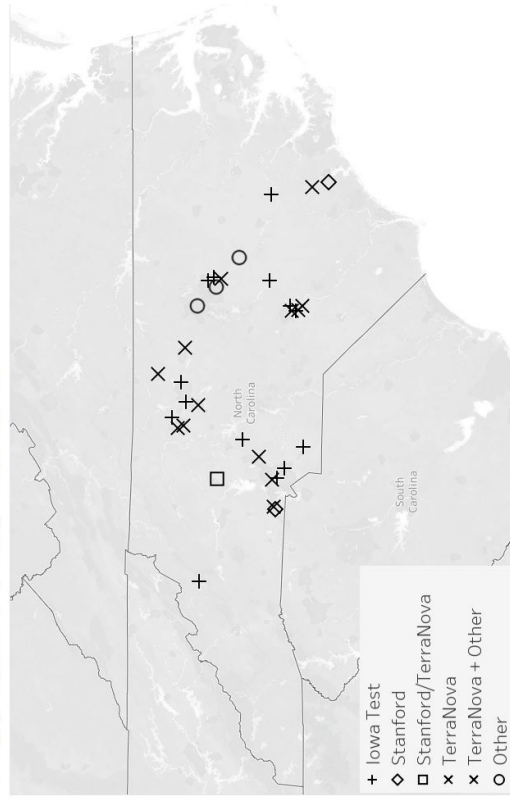 North
Carolina
South
Carolina
Iowa Test
Stanford
Stanford/TerraNova
TerraNova
TerraNova + Other
Other